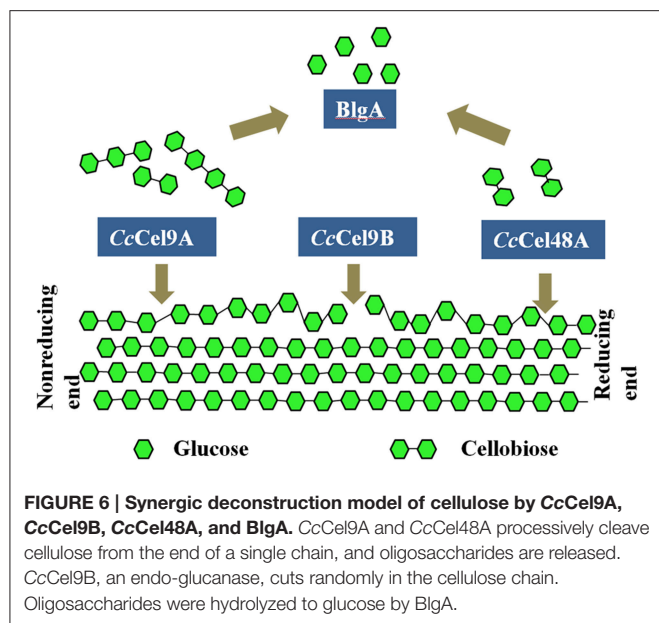 BlgA
CcCel9A
CcCel9B
CcCel48A
Nonreducing
end
Reducing
end
Glucose
Cellobiose
FIGURE 6 | Synergic deconstruction model of cellulose by CcCel9A,
CcCel9B, CcCel48A, and BlgA. CcCel9A and CcCel48A processively cleave
cellulose from the end of a single chain, and oligosaccharides are released.
CcCel9B, an endo-glucanase, cuts randomly in the cellulose chain.
Oligosaccharides were hydrolyzed to glucose by BlgA.